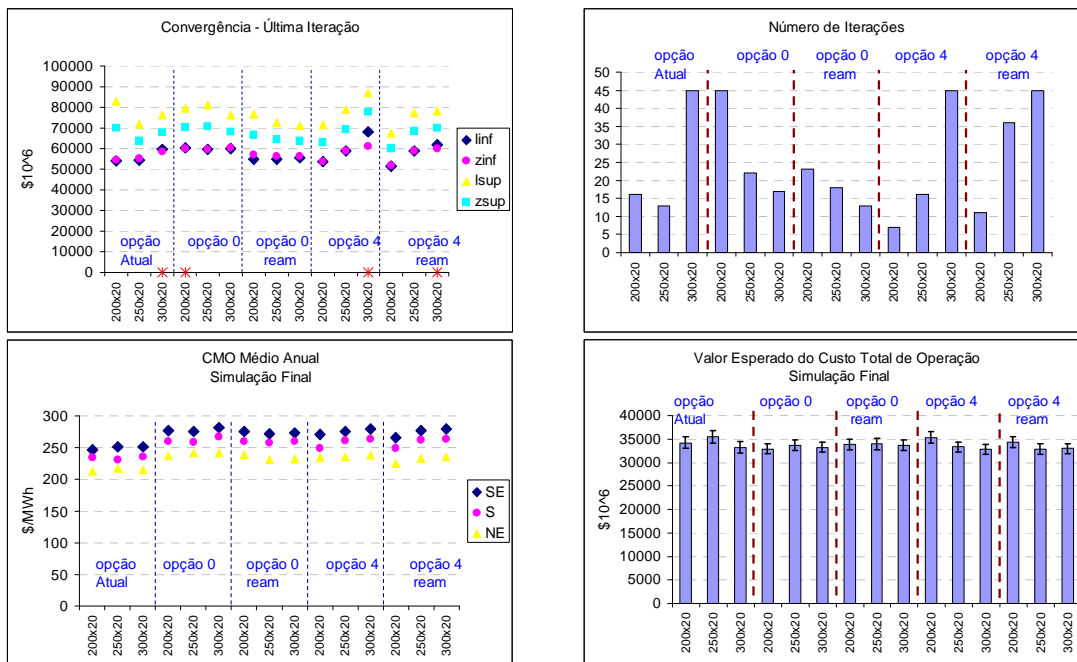 Convergência - Última Iteração
100000
90000
80000
70000
60000
50000
40000
30000
20000
10000
0
$10^6
opção Atual
opção 0
opção 0 ream
opção 4
opção 4 ream
linf
zinf
lsup
zsup
200x20
250x20
300x20
200x20
250x20
300x20
200x20
250x20
300x20
200x20
250x20
300x20
200x20
250x20
300x20
Número de Iterações
opção Atual
opção 0
opção 0 ream
opção 4
opção 4 ream
45
40
35
30
25
20
15
10
5
0
200x20
250x20
300x20
200x20
250x20
300x20
200x20
250x20
300x20
200x20
250x20
300x20
200x20
250x20
300x20
CMO Médio Anual
Simulação Final
300
250
200
150
100
50
0
$/MWh
opção Atual
opção 0
opção 0 ream
opção 4
opção 4 ream
SE
S
NE
200x20
250x20
300x20
200x20
250x20
300x20
200x20
250x20
300x20
200x20
250x20
300x20
200x20
250x20
300x20
Valor Esperado do Custo Total de Operação
Simulação Final
40000
35000
30000
25000
20000
15000
10000
5000
0
$10^6
opção Atual
opção 0
opção 0 ream
opção 4
opção 4 ream
200x20
250x20
300x20
200x20
250x20
300x20
200x20
250x20
300x20
200x20
250x20
300x20
200x20
250x20
300x20